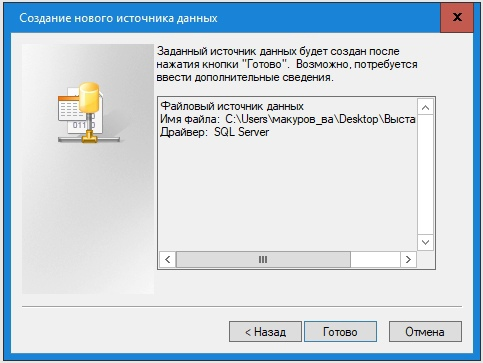 Создание нового источника данных
Заданный источник данных будет создан после
нажатия кнопки "Готово". Возможно, потребуется
ввести дополнительные сведения.
Файловый источник данных
Имя файла: C:\Users\макуров_ва\Desktop\Выста
Драйвер: SQL Server
< Назад
Готово
Отмена